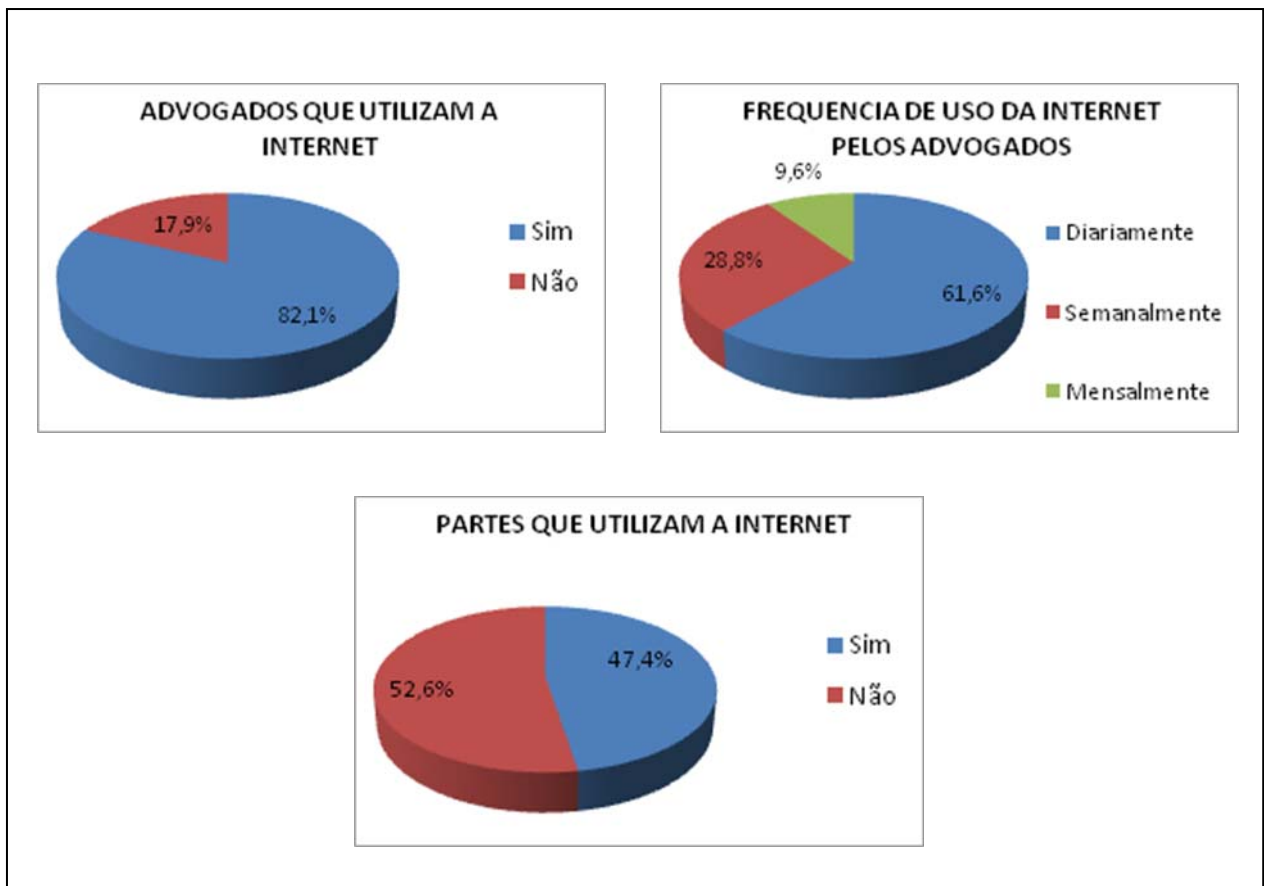 ADVOGADOS QUE UTILIZAM A
INTERNET
17,9%
82,1%
Sim
Não
FREQUENCIA DE USO DA INTERNET
PELOS ADVOGADOS
9,6%
28,8%
61,6%
Diariamente
Semanalmente
Mensalmente
PARTES QUE UTILIZAM A INTERNET
47,4%
52,6%
Sim
Não